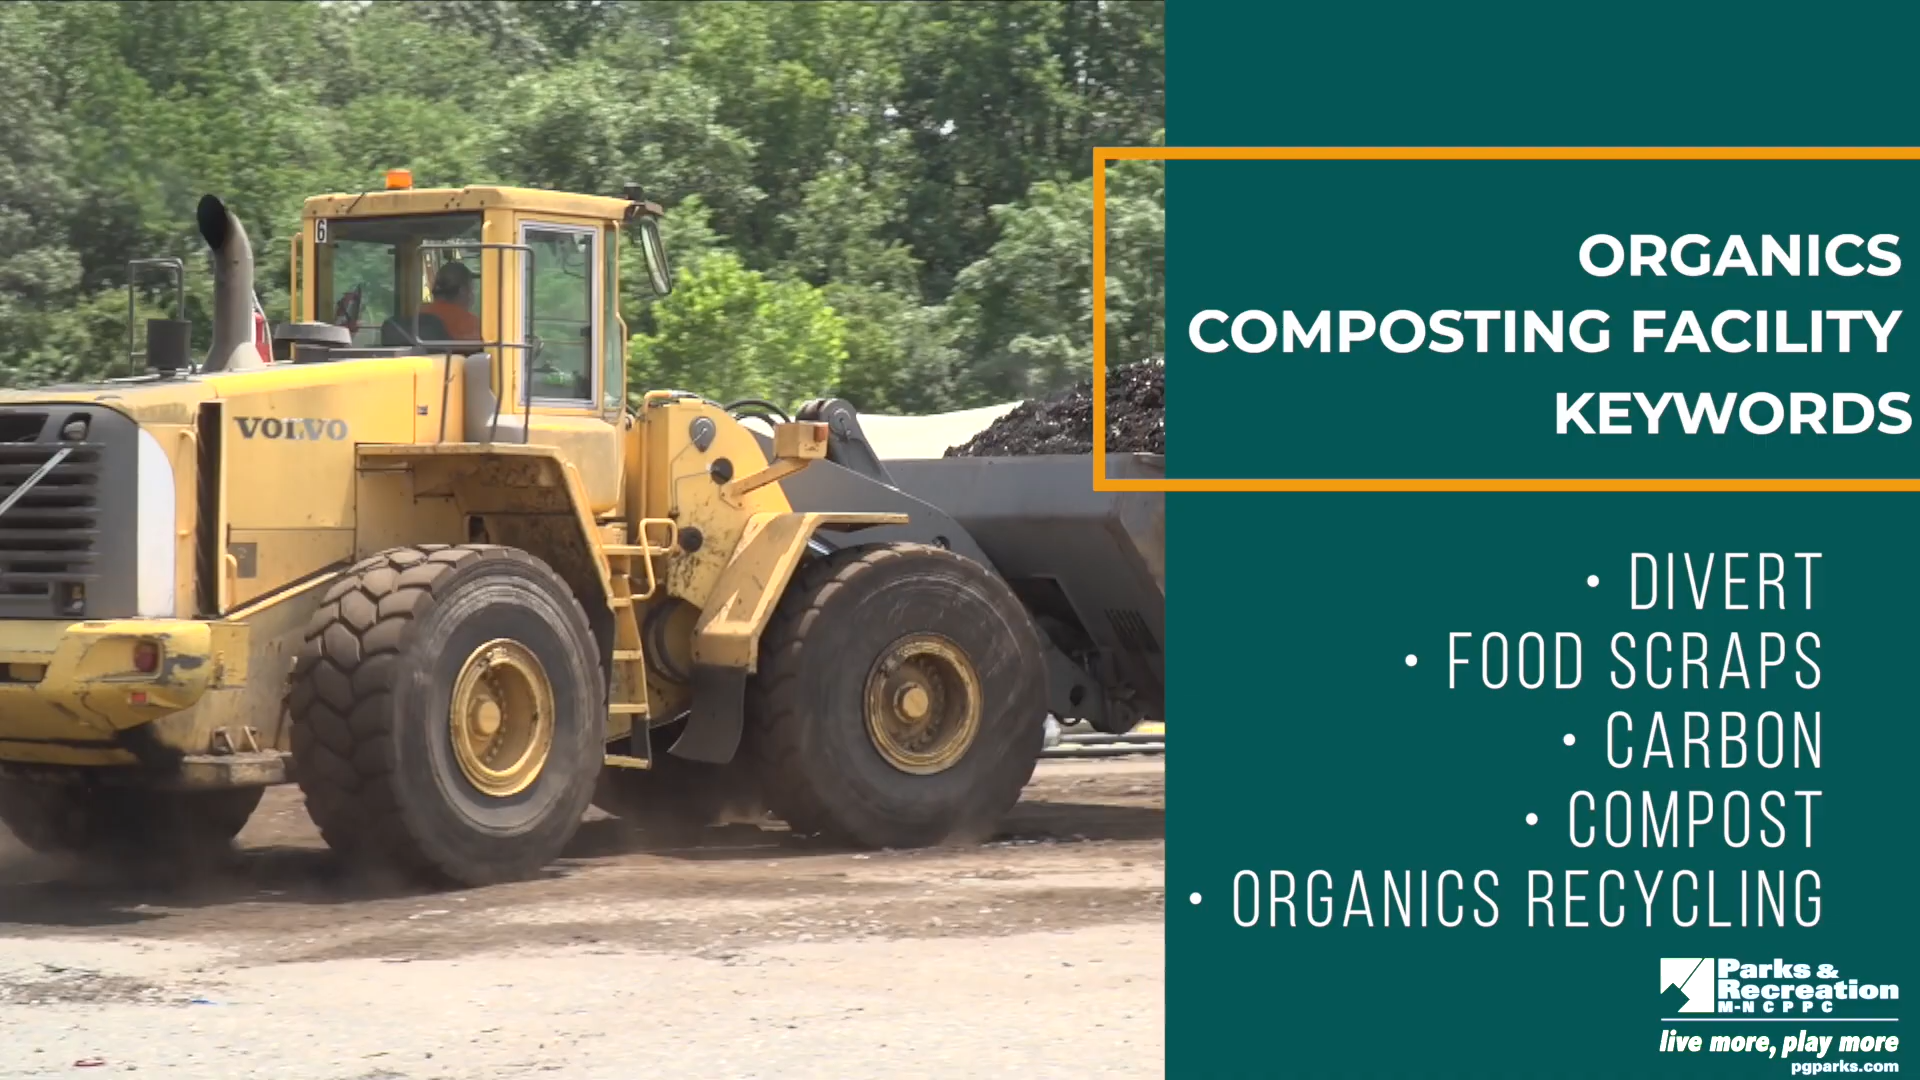 6
VOLVO
ORGANICS
COMPOSTING FACILITY
KEYWORDS
• DIVERT
• FOOD SCRAPS
• CARBON
• COMPOST
• ORGANICS RECYCLING
Parks &
Recreation
M-NCPPC
live more, play more
pgparks.com